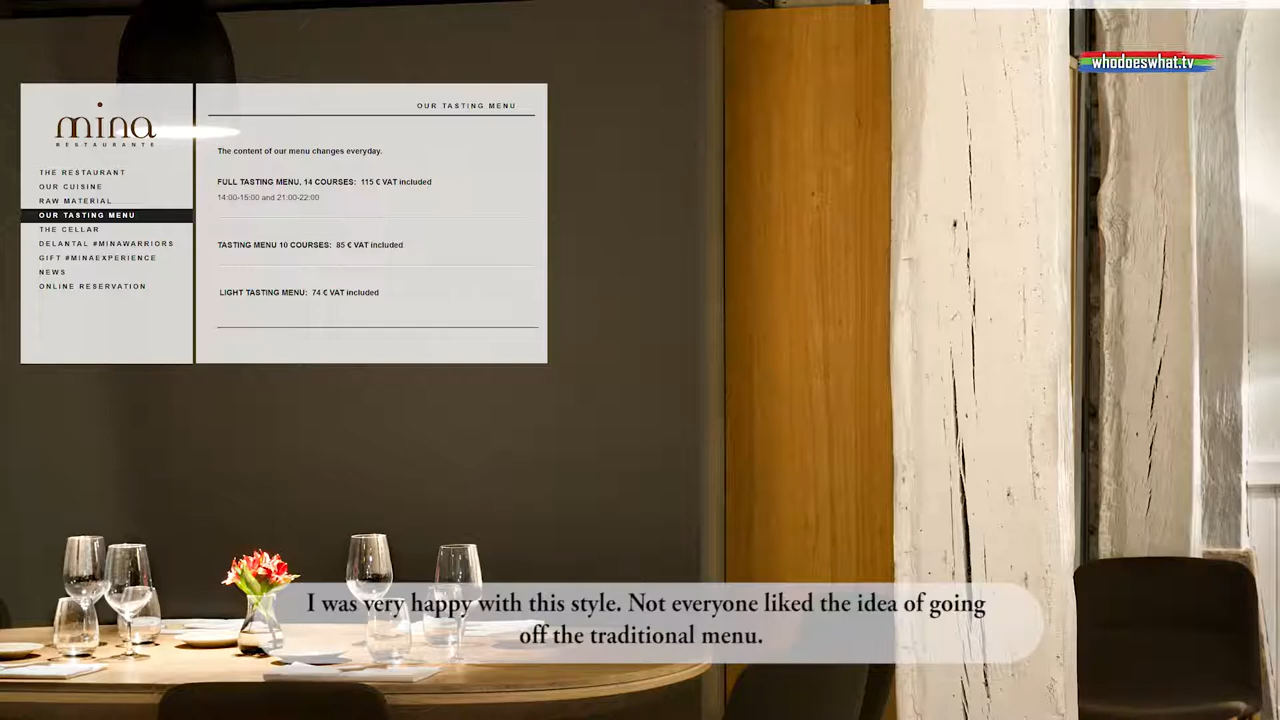 whodoeswhat.tv
mina
RESTAURANTE
THE RESTAURANT
OUR CUISINE
RAW MATERIAL
OUR TASTING MENU
THE CELLAR
DELANTAL #MINAWARRIORS
GIFT #MINAEXPERIENCE
NEWS
ONLINE RESERVATION
OUR TASTING MENU
The content of our menu changes everyday.
FULL TASTING MENU, 14 COURSES: 115 € VAT included
14:00-15:00 and 21:00-22:00
TASTING MENU 10 COURSES: 85 € VAT included
LIGHT TASTING MENU: 74 € VAT included
I was very happy with this style. Not everyone liked the idea of going
off the traditional menu.